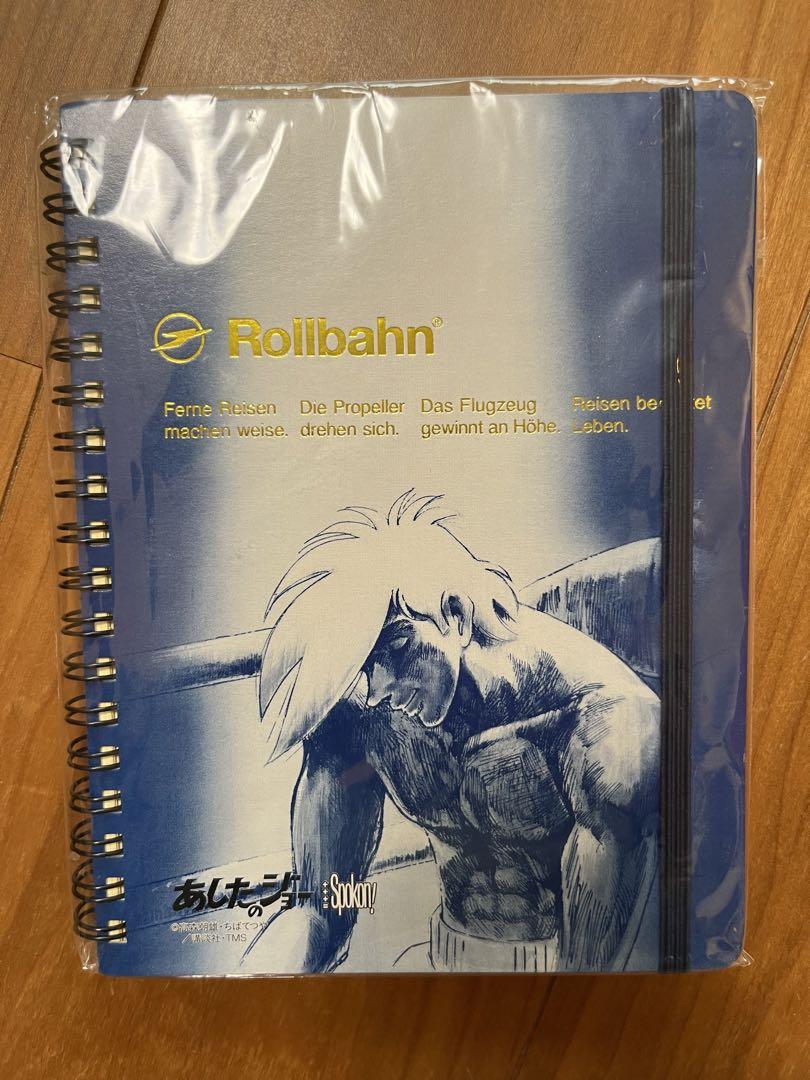 Rollbahn®
Ferne Reisen machen weise.
Die Propeller drehen sich.
Das Flugzeug gewinnt an Höhe.
Reisen Leben.
あしたのジョー Spokon!
©高森朝雄・ちばてつや
／講談社・TMS